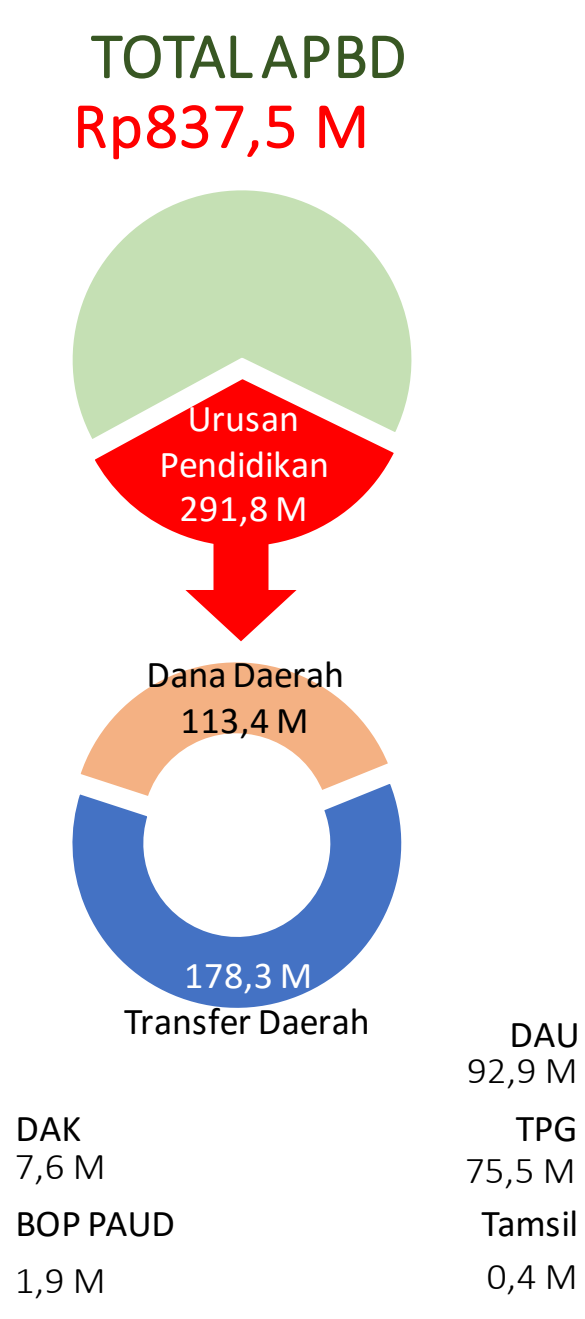 TOTAL APBD
Rp837,5 M
Urusan
Pendidikan
291,8 M
Dana Daerah
113,4 M
178,3 M
Transfer Daerah
DAU
92,9 M
DAK
7,6 M
TPG
75,5 M
BOP PAUD
1,9 M
Tamsil
0,4 M